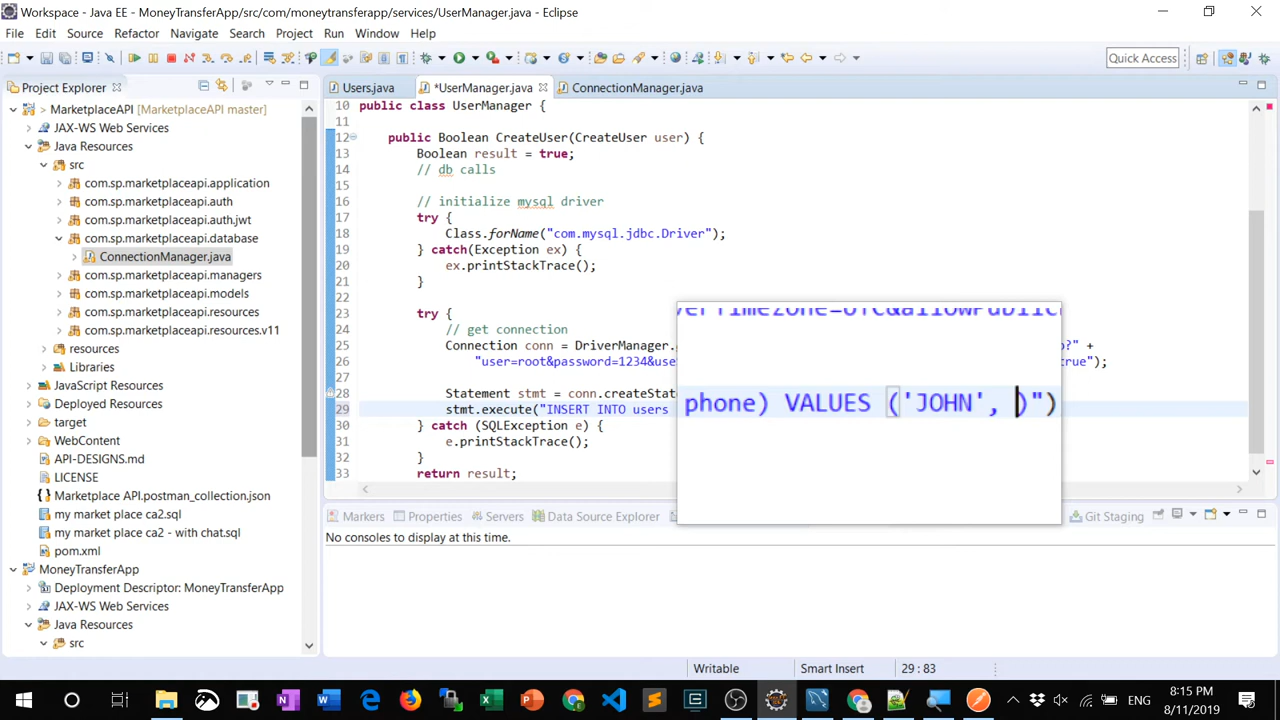 Workspace - Java EE - MoneyTransferApp/src/com/moneytransferapp/services/UserManager.java - Eclipse
File Edit Source Refactor Navigate Search Project Run Window Help
Quick Access
Project Explorer
Users.java *UserManager.java ConnectionManager.java
> MarketplaceAPI [MarketplaceAPI master]
JAX-WS Web Services
Java Resources
src
com.sp.marketplaceapi.application
com.sp.marketplaceapi.auth
com.sp.marketplaceapi.auth.jwt
com.sp.marketplaceapi.database
ConnectionManager.java
com.sp.marketplaceapi.managers
com.sp.marketplaceapi.models
com.sp.marketplaceapi.resources
com.sp.marketplaceapi.resources.v11
resources
Libraries
JavaScript Resources
Deployed Resources
target
WebContent
API-DESIGNS.md
LICENSE
Marketplace API.postman_collection.json
my market place ca2.sql
my market place ca2 - with chat.sql
pom.xml
MoneyTransferApp
Deployment Descriptor: MoneyTransferApp
JAX-WS Web Services
Java Resources
src
10 public class UserManager {
11
12 public Boolean CreateUser(CreateUser user) {
13 Boolean result = true;
14 // db calls
15
16 // initialize mysql driver
17 try {
18 Class.forName("com.mysql.jdbc.Driver");
19 } catch(Exception ex) {
20 ex.printStackTrace();
21 }
22
23 try {
24 // get connection
25 Connection conn = DriverManager. o?" +
26 "user=root&password=1234&use true");
27
28 Statement stmt = conn.createStat
29 stmt.execute("INSERT INTO users
30 } catch (SQLException e) {
31 e.printStackTrace();
32 }
33 return result;
verTimezone=UTC&allowPublic
phone) VALUES ('JOHN', )")
Markers Properties Servers Data Source Explorer Git Staging
No consoles to display at this time.
Writable Smart Insert 29 : 83
ENG
8:15 PM
8/11/2019